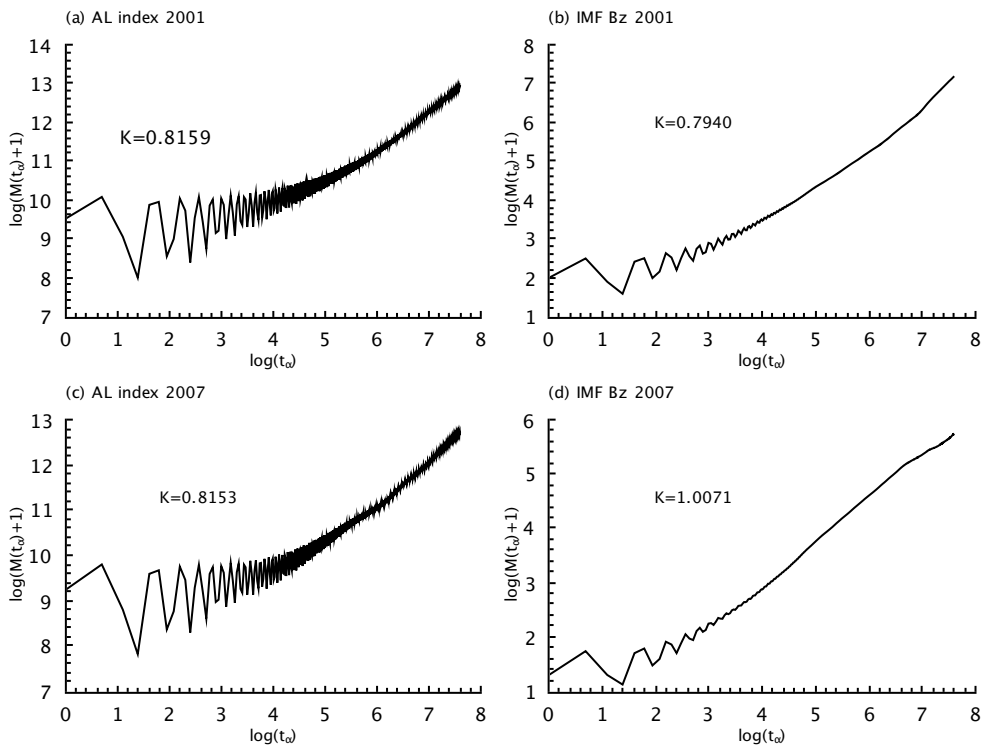 (a) AL index 2001
log(M(tα)+1)
14
13
12
11
10
9
8
7
K=0.8159
0 1 2 3 4 5 6 7 8
log(tα)
(b) IMF Bz 2001
log(M(tα)+1)
8
7
6
5
4
3
2
1
K=0.7940
0 1 2 3 4 5 6 7 8
log(tα)
(c) AL index 2007
log(M(tα)+1)
13
12
11
10
9
8
7
K=0.8153
0 1 2 3 4 5 6 7 8
log(tα)
(d) IMF Bz 2007
log(M(tα)+1)
6
5
4
3
2
1
K=1.0071
0 1 2 3 4 5 6 7 8
log(tα)